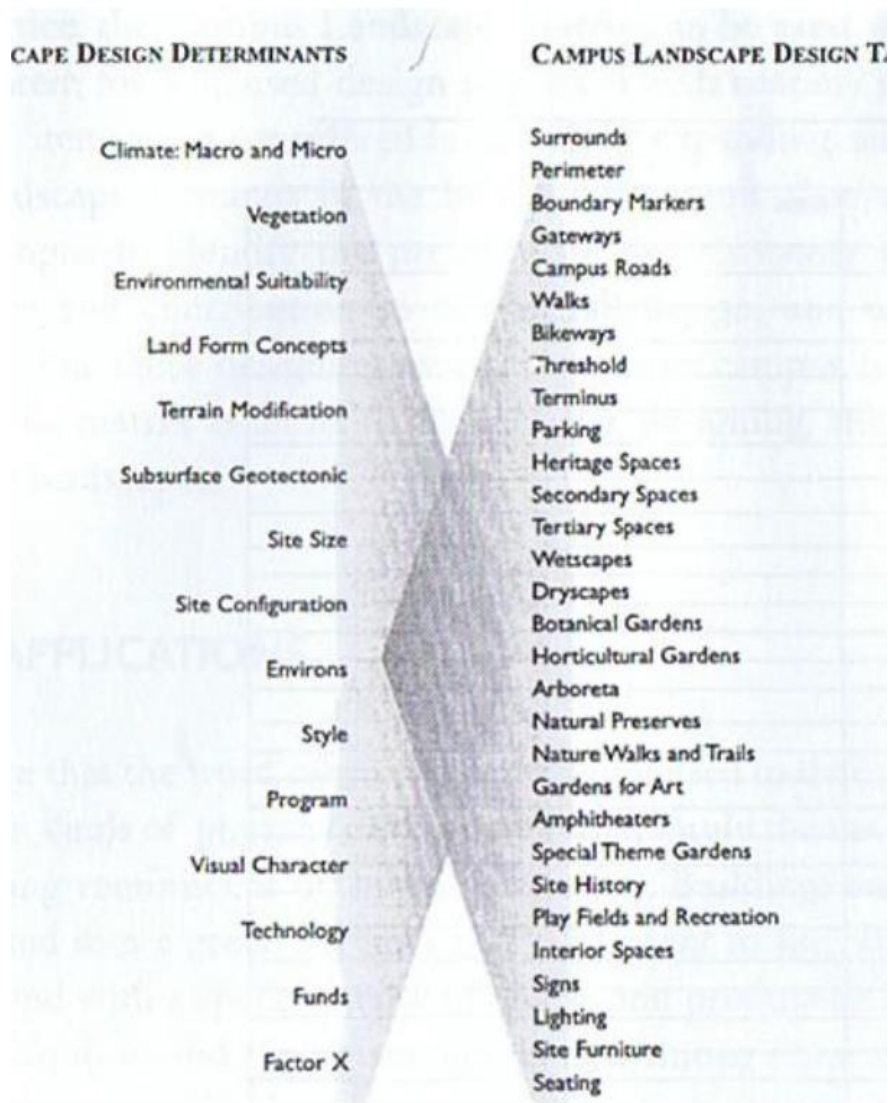 CAPE DESIGN DETERMINANTS
Climate: Macro and Micro
Vegetation
Environmental Suitability
Land Form Concepts
Terrain Modification
Subsurface Geotectonic
Site Size
Site Configuration
Environs
Style
Program
Visual Character
Technology
Funds
Factor X
CAMPUS LANDSCAPE DESIGN TA
Surrounds
Perimeter
Boundary Markers
Gateways
Campus Roads
Walks
Bikeways
Threshold
Terminus
Parking
Heritage Spaces
Secondary Spaces
Tertiary Spaces
Wetscapes
Dryscapes
Botanical Gardens
Horticultural Gardens
Arboreta
Natural Preserves
Nature Walks and Trails
Gardens for Art
Amphitheaters
Special Theme Gardens
Site History
Play Fields and Recreation
Interior Spaces
Signs
Lighting
Site Furniture
Seating
APPLICATION